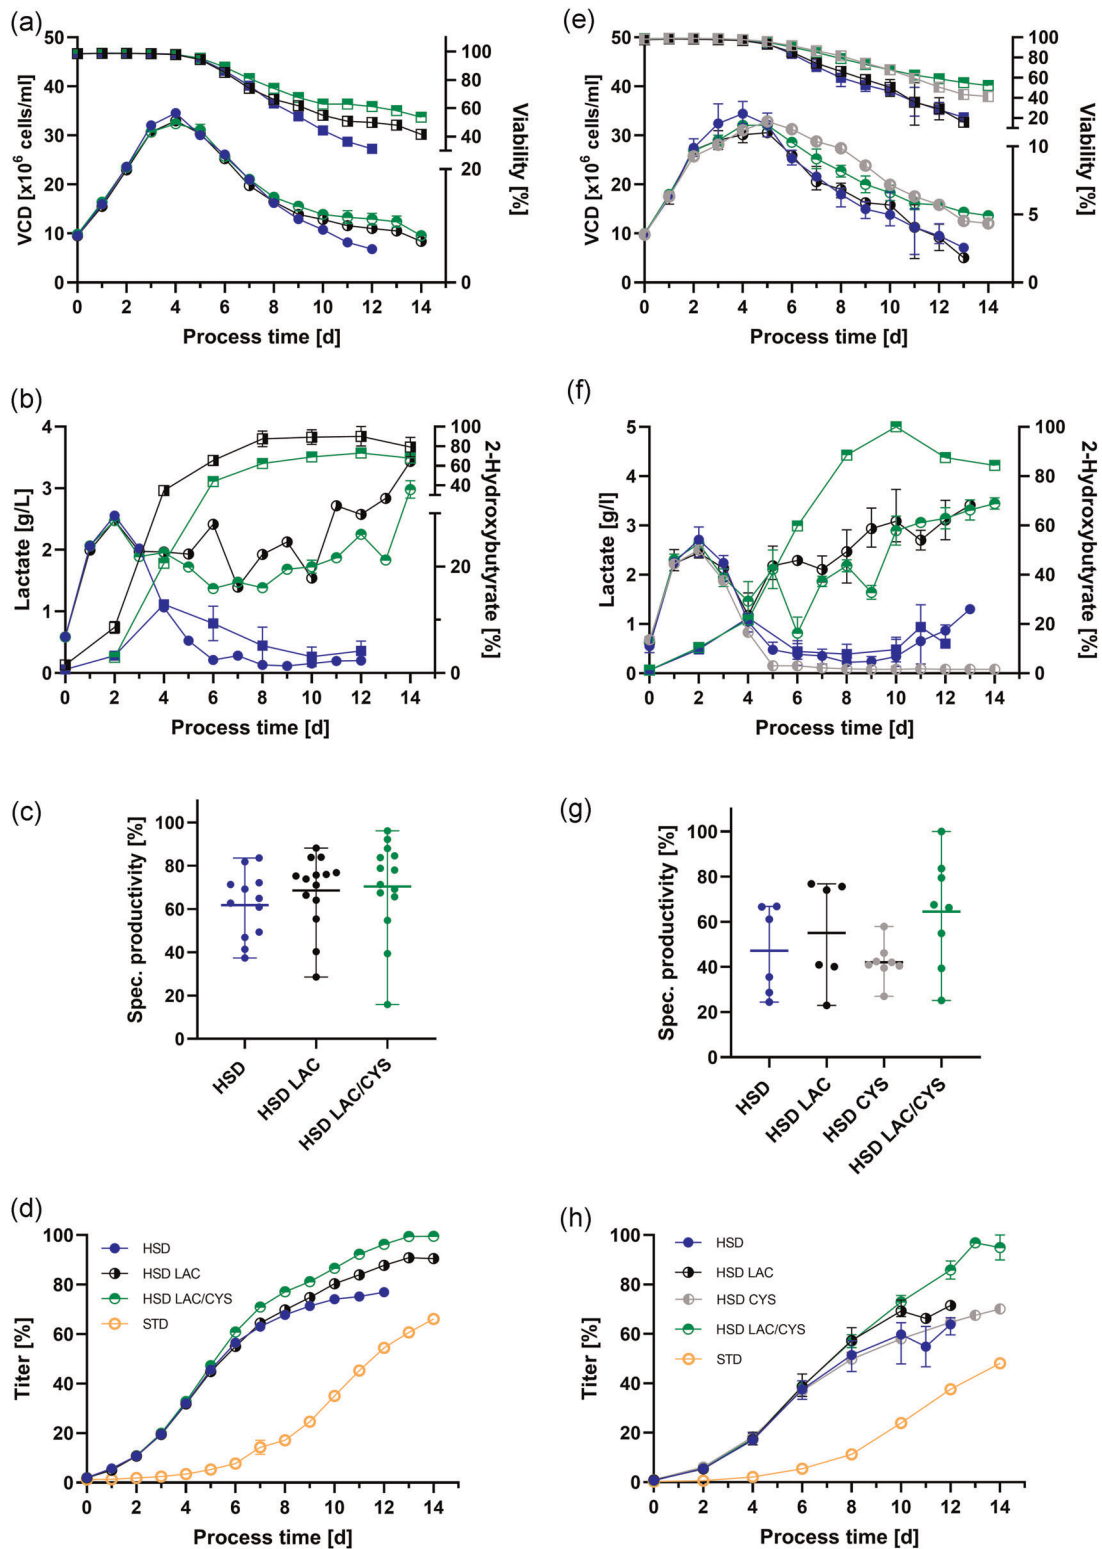 (a)
50
40
30
20
10
0
VCD [x10⁶ cells/ml]
100
80
60
40
20
0
Viability [%]
0 2 4 6 8 10 12 14
Process time [d]
(e)
50
40
30
20
10
0
VCD [x10⁶ cells/ml]
100
80
60
40
20
10
5
0
Viability [%]
0 2 4 6 8 10 12 14
Process time [d]
(b)
4
3
2
1
0
Lactate [g/L]
100
80
60
40
20
0
2-Hydroxybutyrate [%]
0 2 4 6 8 10 12 14
Process time [d]
(f)
5
4
3
2
1
0
Lactate [g/l]
100
80
60
40
20
0
2-Hydroxybutyrate [%]
0 2 4 6 8 10 12 14
Process time [d]
(c)
100
80
60
40
20
0
Spec. productivity [%]
HSD
HSD LAC
HSD LAC/CYS
(g)
100
80
60
40
20
0
Spec. productivity [%]
HSD
HSD LAC
HSD CYS
HSD LAC/CYS
(d)
100
80
60
40
20
0
Titer [%]
HSD
HSD LAC
HSD LAC/CYS
STD
0 2 4 6 8 10 12 14
Process time [d]
(h)
100
80
60
40
20
0
Titer [%]
HSD
HSD LAC
HSD CYS
HSD LAC/CYS
STD
0 2 4 6 8 10 12 14
Process time [d]